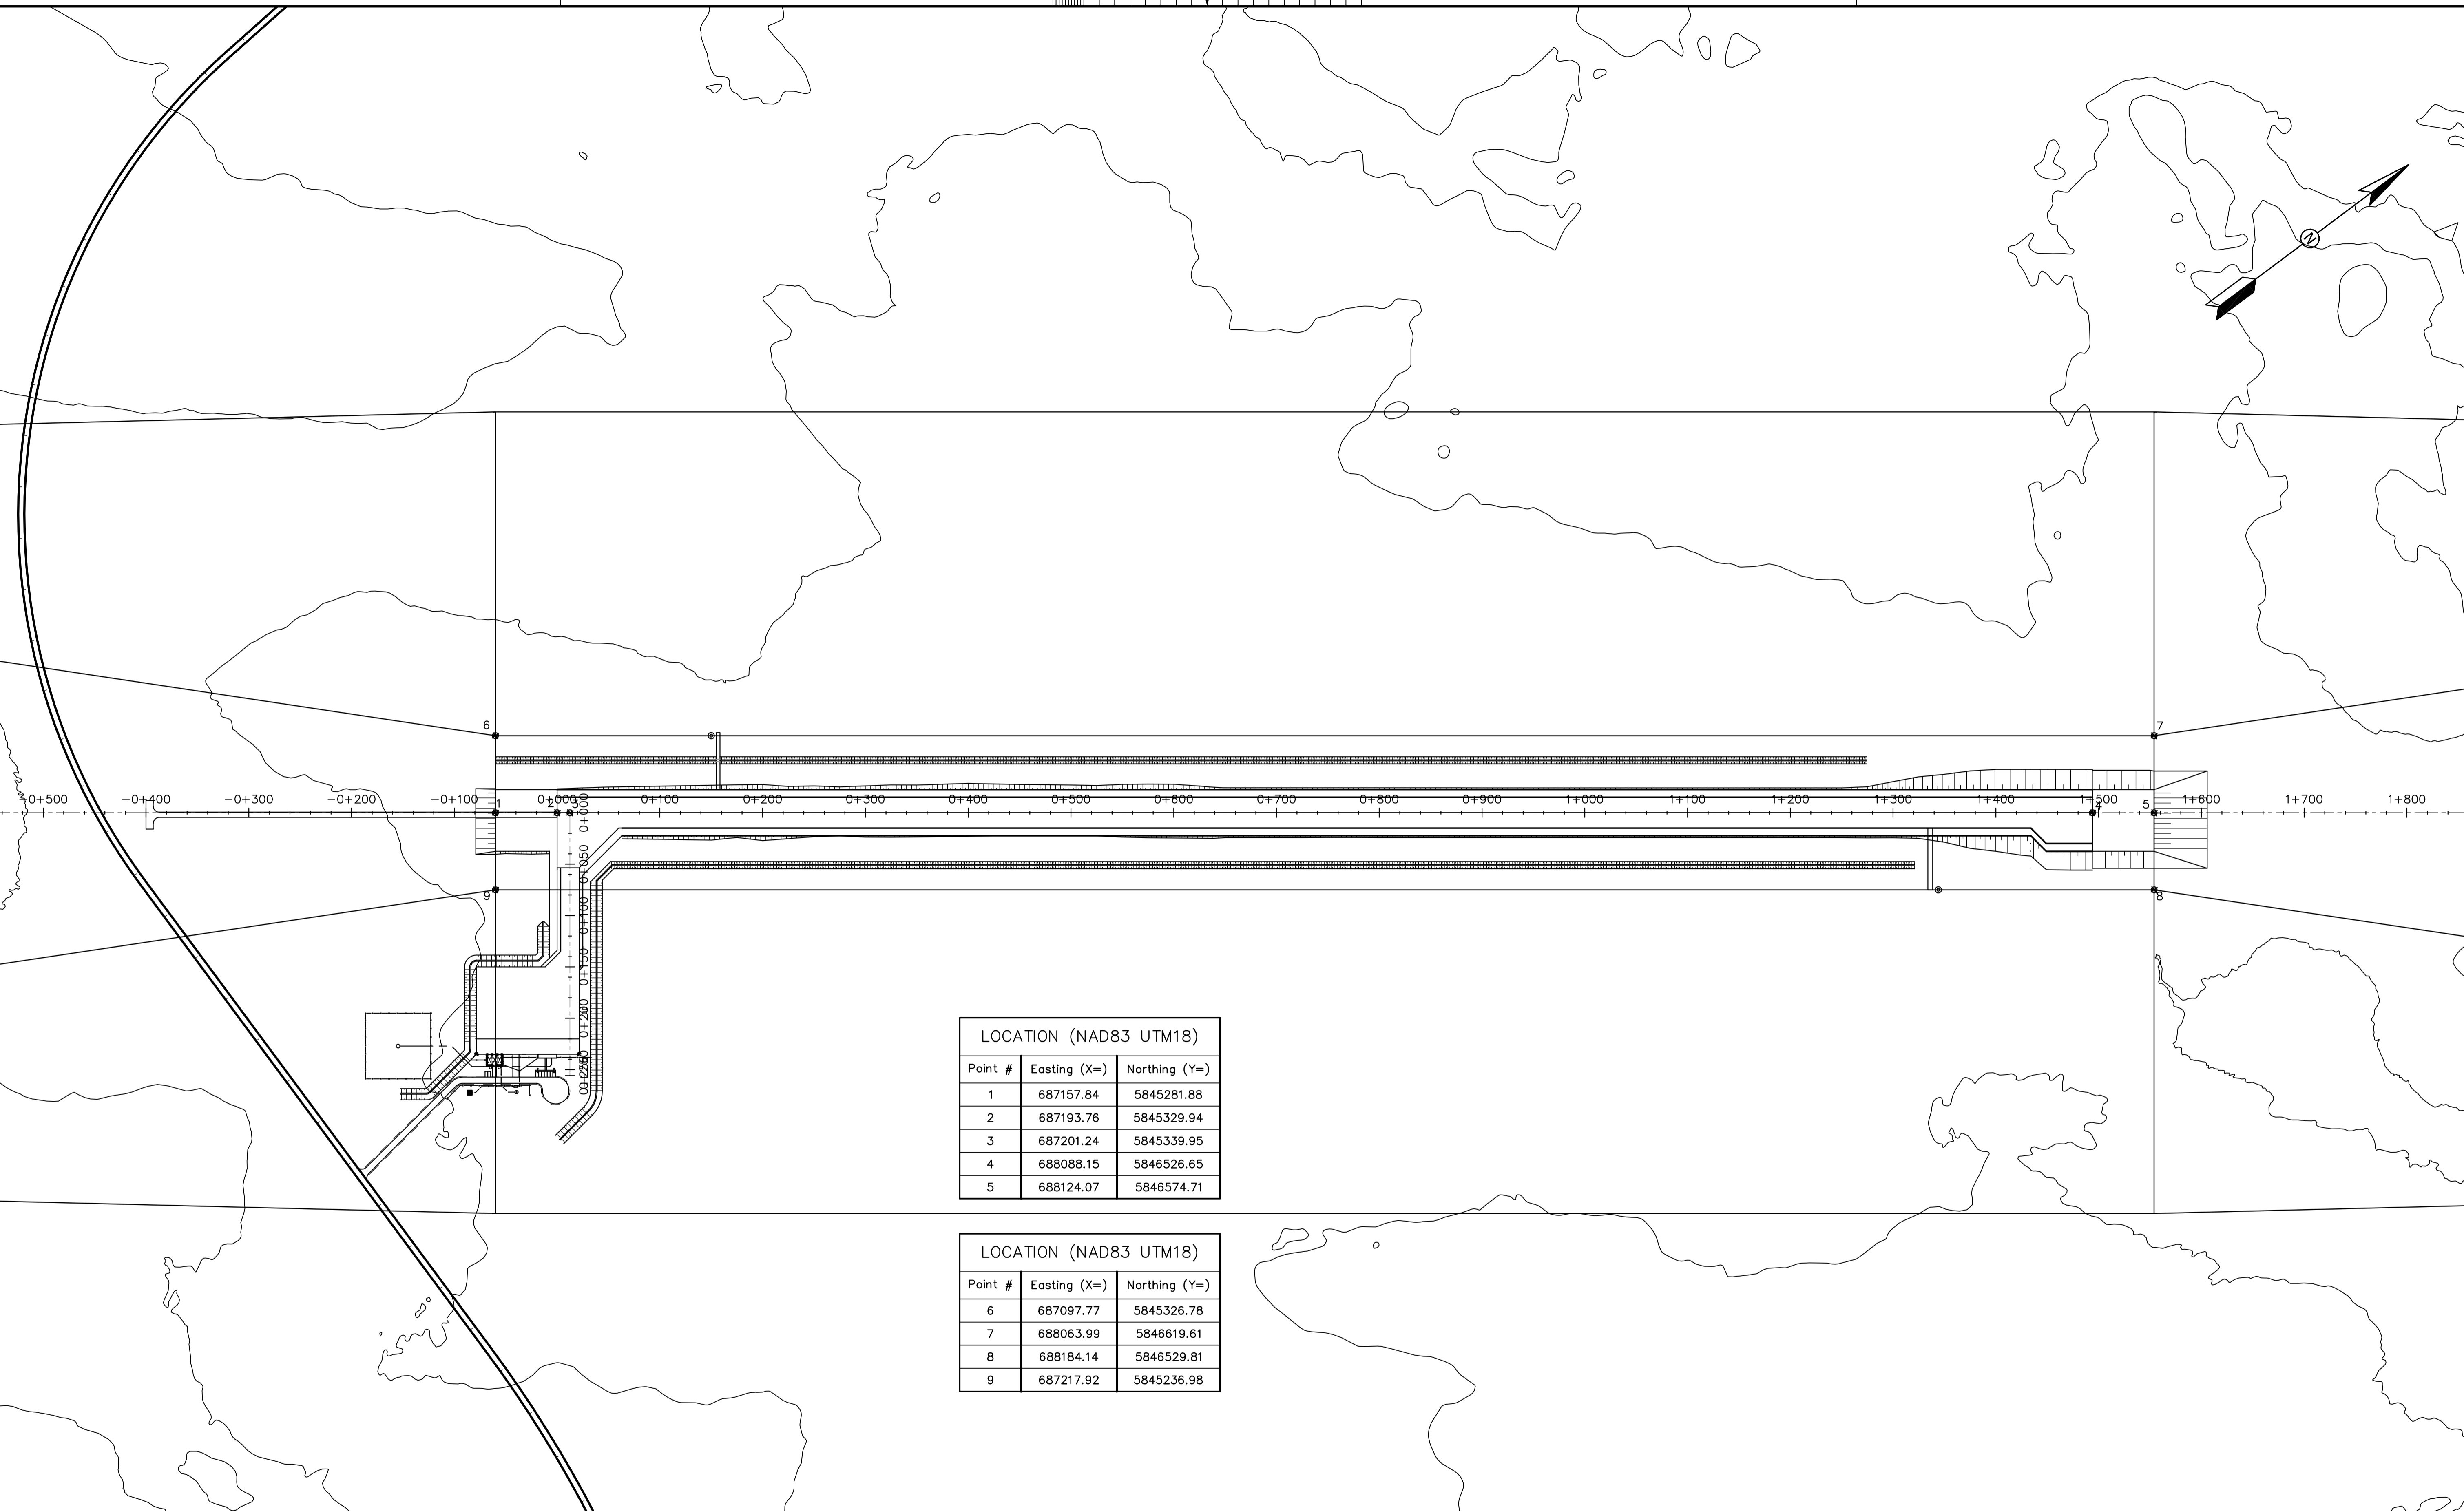 N
6
7
-0+500 -0+400 -0+300 -0+200 -0+100 0+000 0+100 0+200 0+300 0+400 0+500 0+600 0+700 0+800 0+900 1+000 1+100 1+200 1+300 1+400 1+500 1+600 1+700 1+800
1 2 3 4 5
0+000
0+050
0+100
0+150
0+200
0+250
9
8
LOCATION (NAD83 UTM18)
Point # Easting (X=) Northing (Y=)
1 687157.84 5845281.88
2 687193.76 5845329.94
3 687201.24 5845339.95
4 688088.15 5846526.65
5 688124.07 5846574.71
LOCATION (NAD83 UTM18)
Point # Easting (X=) Northing (Y=)
6 687097.77 5845326.78
7 688063.99 5846619.61
8 688184.14 5846529.81
9 687217.92 5845236.98